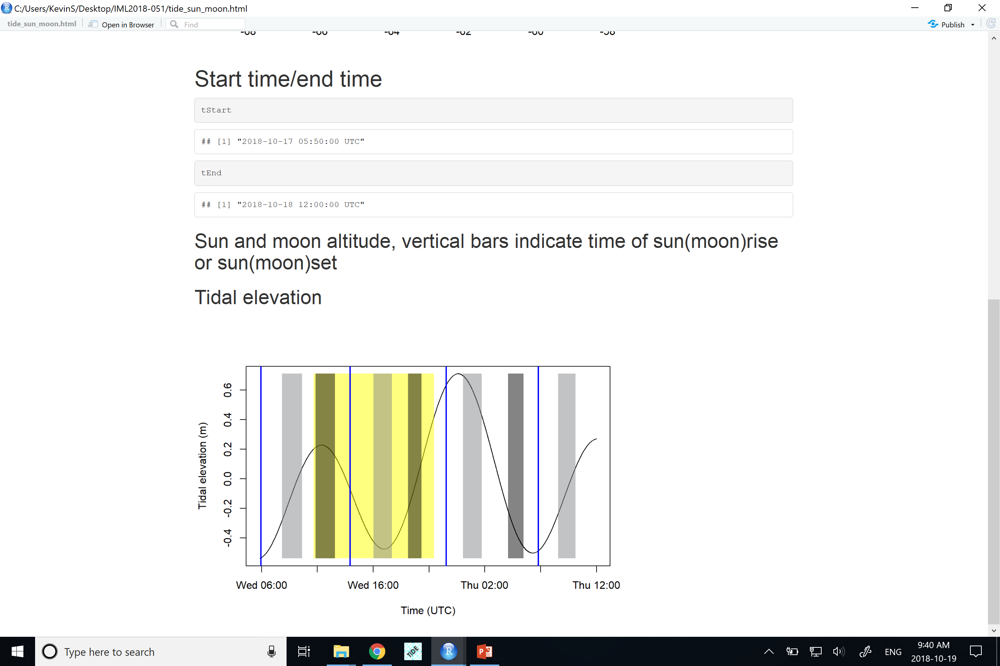 C:/Users/KevinS/Desktop/IML2018-051/tide_sun_moon.html
tide_sun_moon.html Open in Browser Find Publish
-68 -66 -64 -62 -60 -58
Start time/end time
tStart
## [1] "2018-10-17 05:50:00 UTC"
tEnd
## [1] "2018-10-18 12:00:00 UTC"
Sun and moon altitude, vertical bars indicate time of sun(moon)rise
or sun(moon)set
Tidal elevation
Tidal elevation (m)
0.6
0.4
0.2
0.0
-0.2
-0.4
Wed 06:00 Wed 16:00 Thu 02:00 Thu 12:00
Time (UTC)
Type here to search
TIDE
R
P
ENG
9:40 AM
2018-10-19